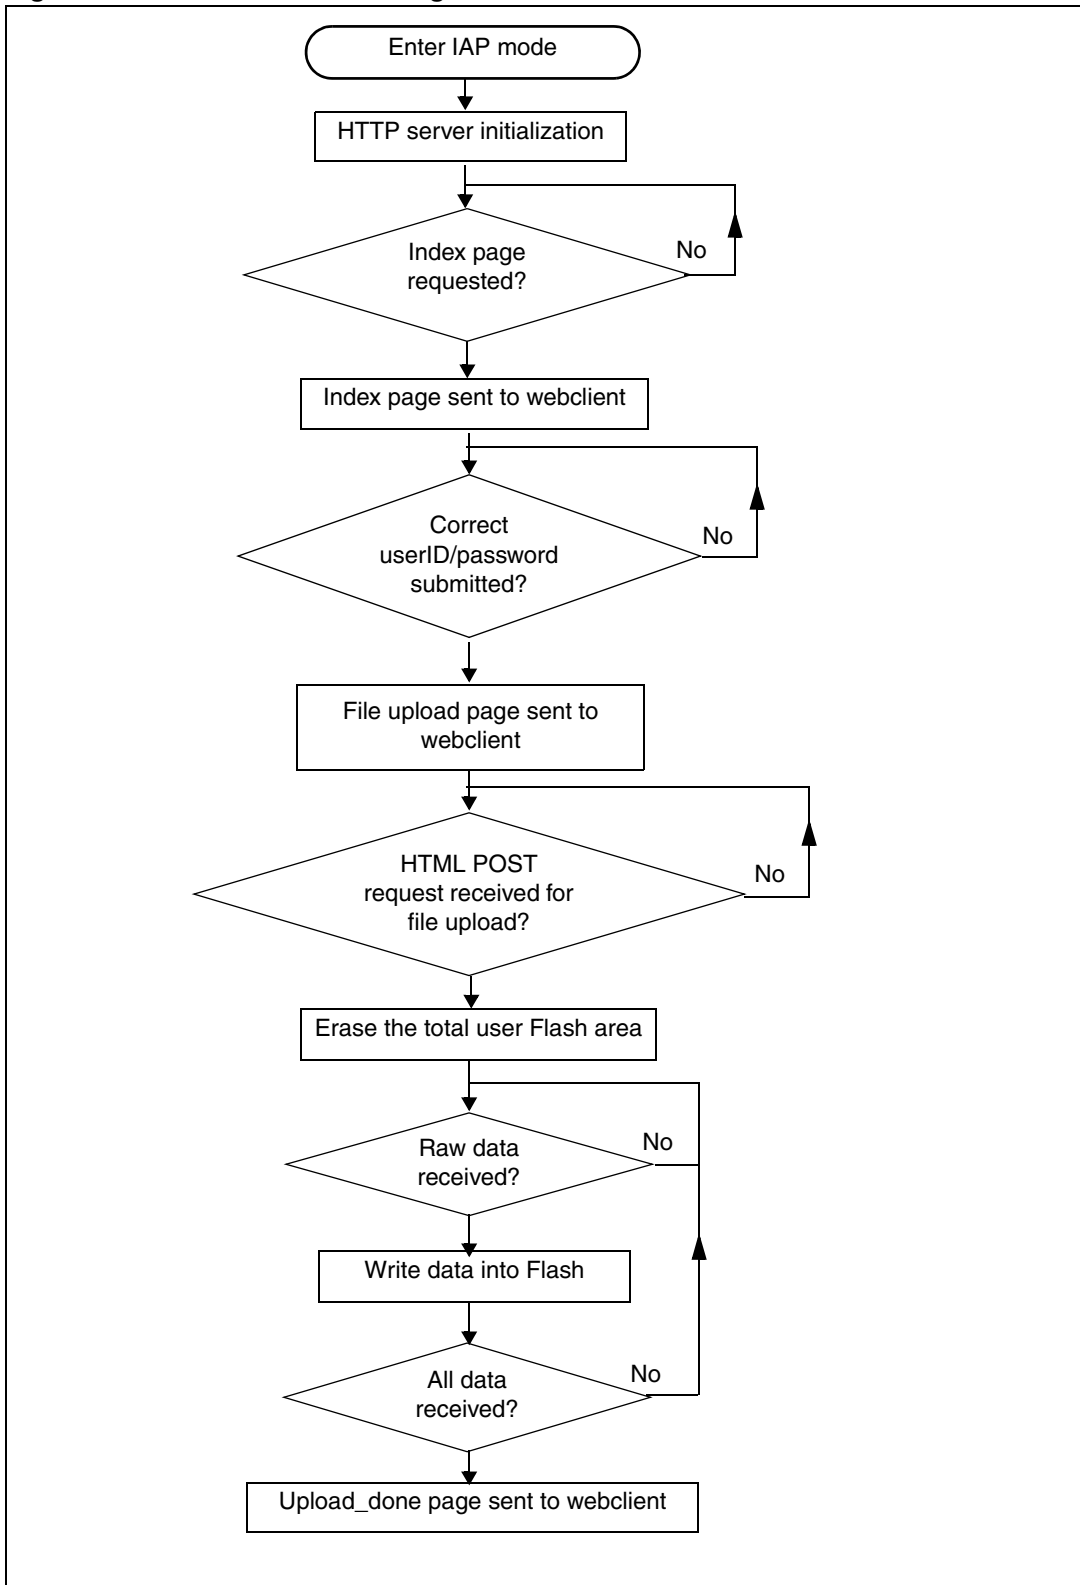 Enter IAP mode
HTTP server initialization
Index page
requested?
No
Index page sent to webclient
Correct
userID/password
submitted?
No
File upload page sent to
webclient
HTML POST
request received for
file upload?
No
Erase the total user Flash area
Raw data
received?
No
Write data into Flash
All data
received?
No
Upload_done page sent to webclient